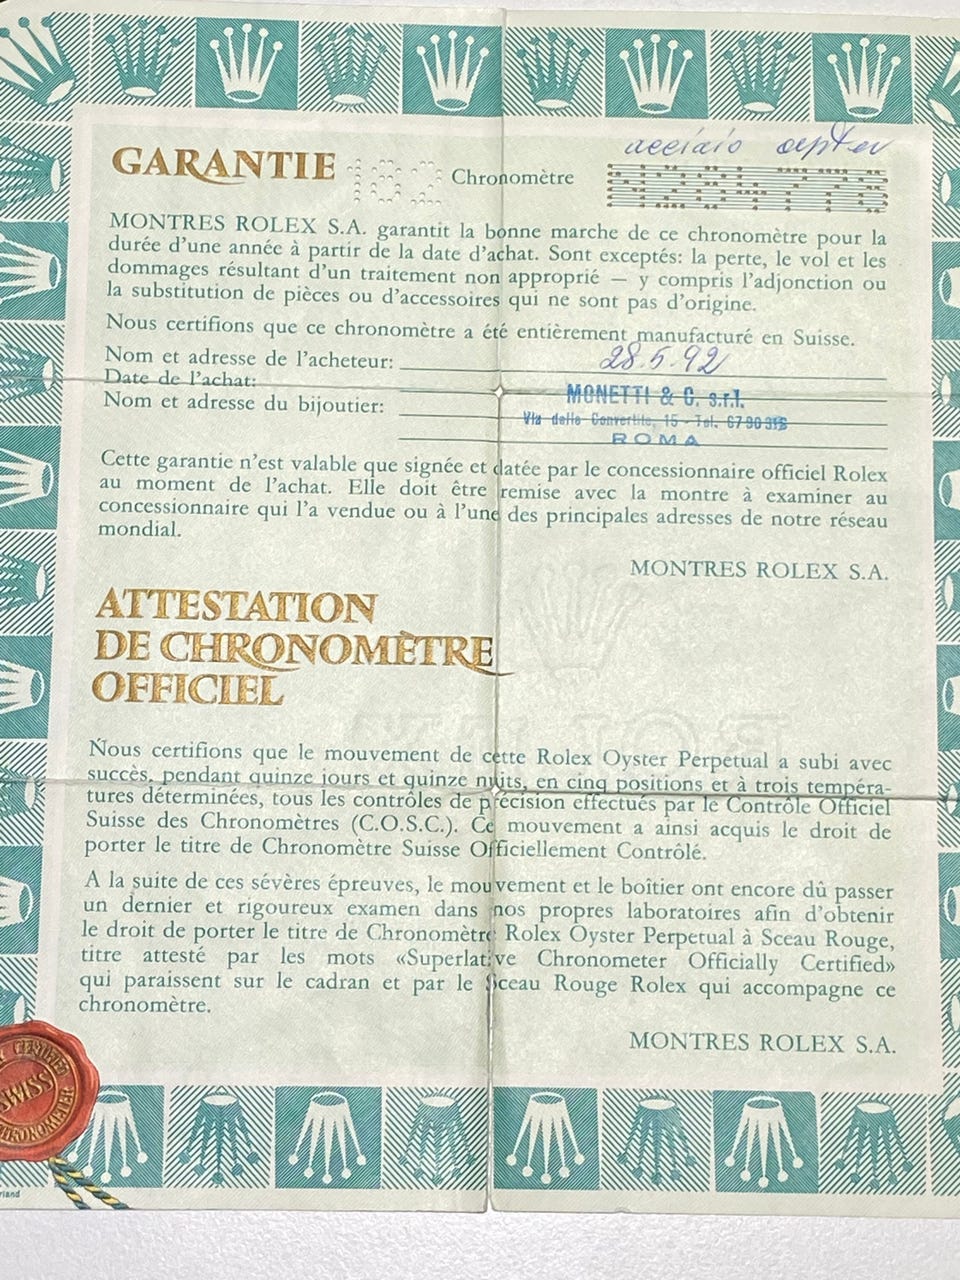 acciaio
GARANTIE 102 Chronomètre N284776
MONTRES ROLEX S.A. garantit la bonne marche de ce chronomètre pour la
durée d'une année à partir de la date d'achat. Sont exceptés: la perte, le vol et les
dommages résultant d'un traitement non approprié — y compris l'adjonction ou
la substitution de pièces ou d'accessoires qui ne sont pas d'origine.
Nous certifions que ce chronomètre a été entièrement manufacturé en Suisse.
Nom et adresse de l'acheteur:
28.5.92
Date de l'achat:
MONETTI & C. s.r.l.
Nom et adresse du bijoutier:
Via delle Convertite, 15 - Tel.
ROMA
Cette garantie n'est valable que signée et datée par le concessionnaire officiel Rolex
au moment de l'achat. Elle doit être remise avec la montre à examiner au
concessionnaire qui l'a vendue ou à l'une des principales adresses de notre réseau
mondial.
MONTRES ROLEX S.A.
ROLEX
ATTESTATION
DE CHRONOMÈTRE
OFFICIEL
Nous certifions que le mouvement de cette Rolex Oyster Perpetual a subi avec
succès, pendant quinze jours et quinze nuits, en cinq positions et à trois tempéra-
tures déterminées, tous les contrôles de précision effectués par le Contrôle Officiel
Suisse des Chronomètres (C.O.S.C.). Ce mouvement a ainsi acquis le droit de
porter le titre de Chronomètre Suisse Officiellement Contrôlé.
A la suite de ces sévères épreuves, le mouvement et le boîtier ont encore dû passer
un dernier et rigoureux examen dans nos propres laboratoires afin d'obtenir
le droit de porter le titre de Chronomètre Rolex Oyster Perpetual à Sceau Rouge,
titre attesté par les mots «Superlative Chronometer Officially Certified»
qui paraissent sur le cadran et par le Sceau Rouge Rolex qui accompagne ce
chronomètre.
MONTRES ROLEX S.A.
CERTIFIED
SWISS
CHRONOMETER